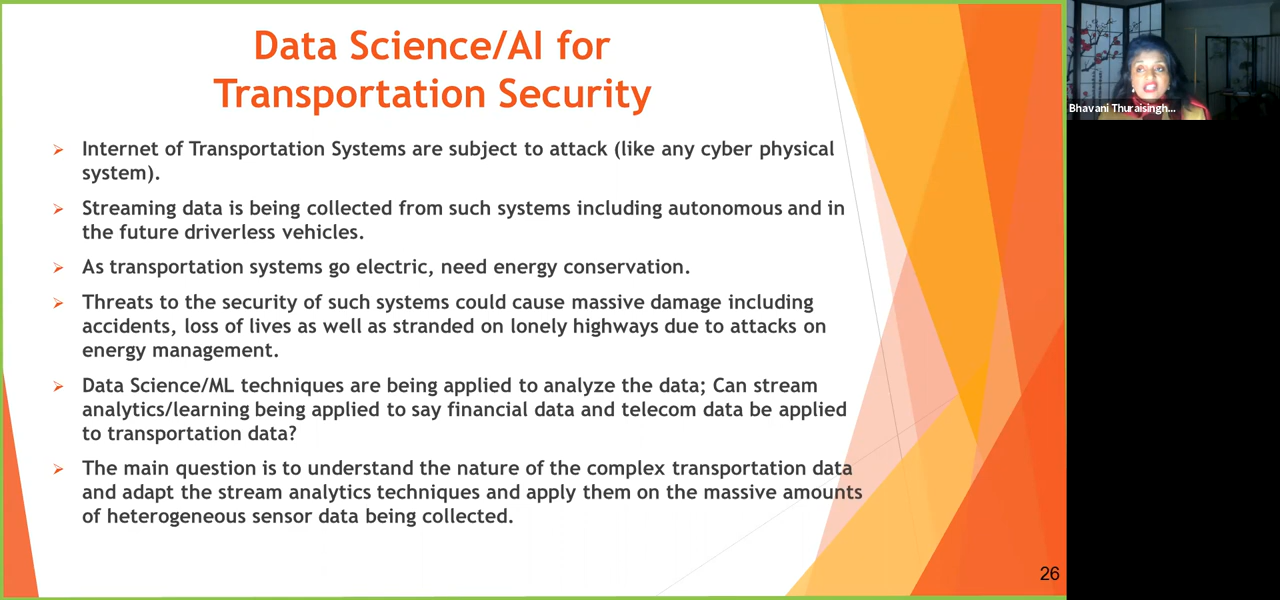 Data Science/AI for
Transportation Security
Internet of Transportation Systems are subject to attack (like any cyber physical
system).
Streaming data is being collected from such systems including autonomous and in
the future driverless vehicles.
As transportation systems go electric, need energy conservation.
Threats to the security of such systems could cause massive damage including
accidents, loss of lives as well as stranded on lonely highways due to attacks on
energy management.
Data Science/ML techniques are being applied to analyze the data; Can stream
analytics/learning being applied to say financial data and telecom data be applied
to transportation data?
The main question is to understand the nature of the complex transportation data
and adapt the stream analytics techniques and apply them on the massive amounts
of heterogeneous sensor data being collected.
26
Bhavani Thuraisingh...